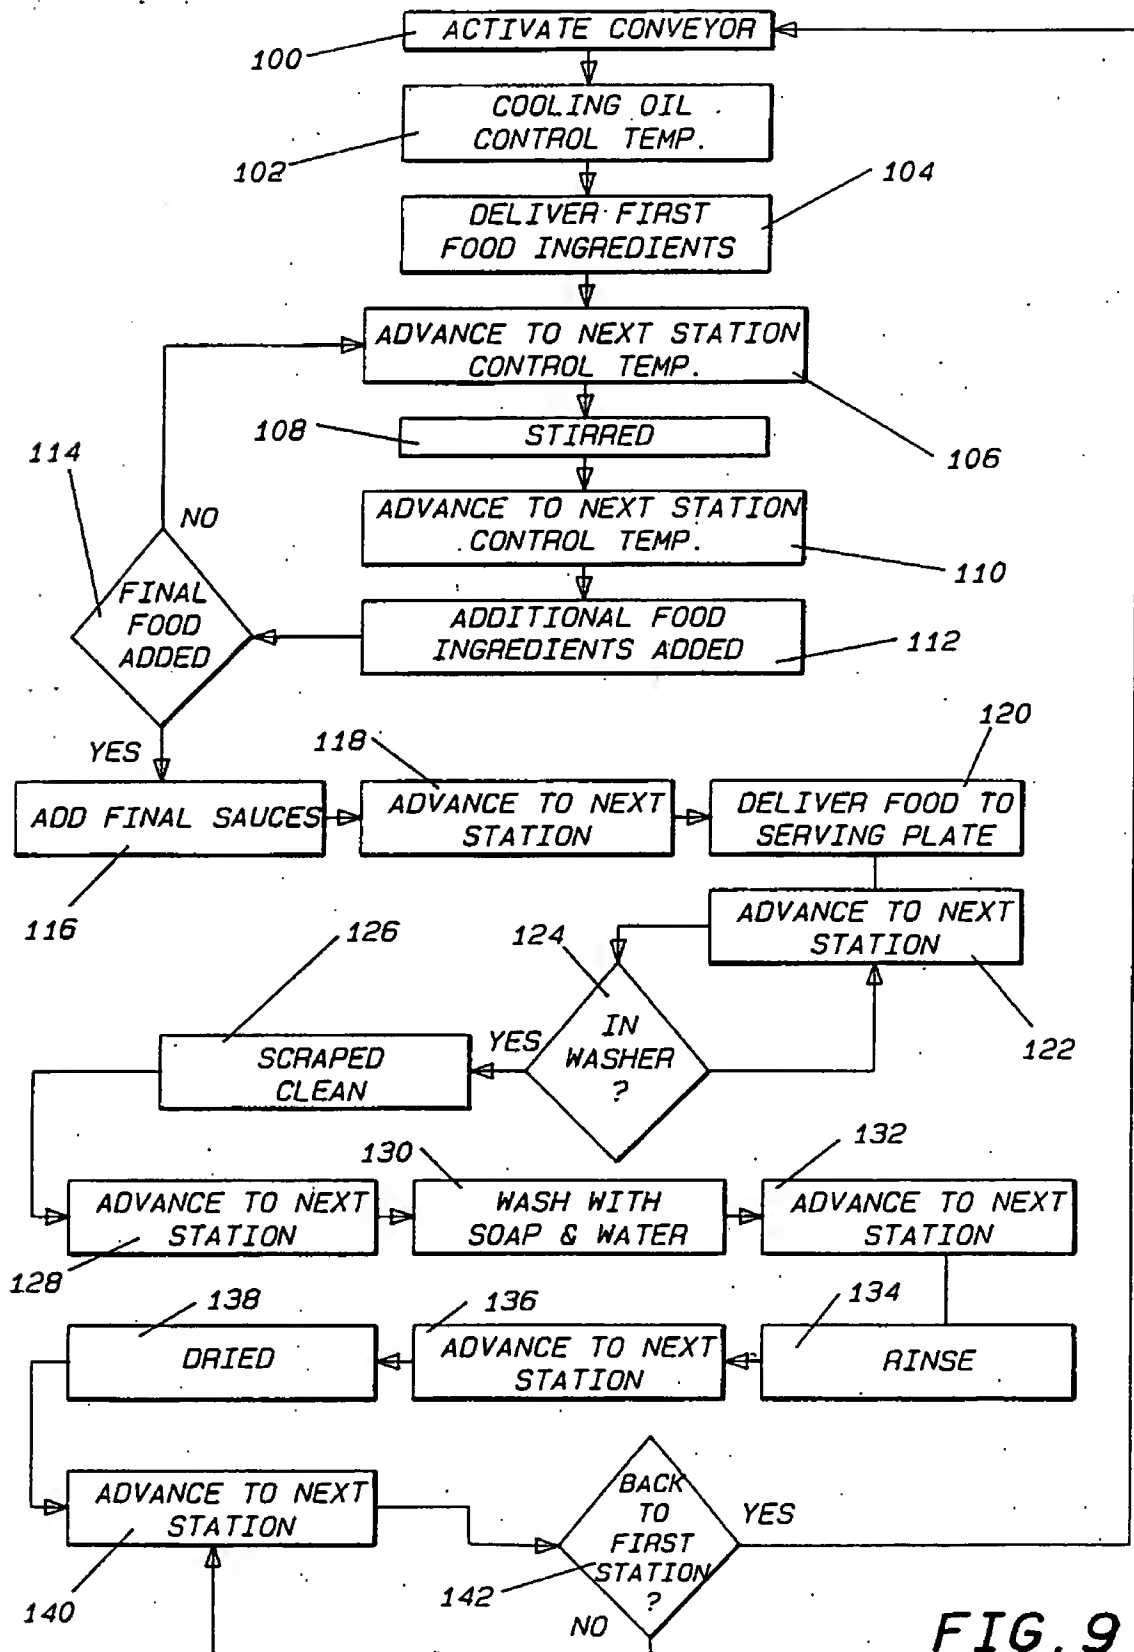 ACTIVATE CONVEYOR
100
COOLING OIL
CONTROL TEMP.
102
104
DELIVER FIRST
FOOD INGREDIENTS
ADVANCE TO NEXT STATION
CONTROL TEMP.
106
108
STIRRED
114
NO
ADVANCE TO NEXT STATION
CONTROL TEMP.
110
FINAL
FOOD
ADDED
ADDITIONAL FOOD
INGREDIENTS ADDED
112
YES
118
120
ADD FINAL SAUCES
ADVANCE TO NEXT
STATION
DELIVER FOOD TO
SERVING PLATE
116
126
124
ADVANCE TO NEXT
STATION
122
SCRAPED
CLEAN
YES
IN
WASHER
?
130
132
ADVANCE TO NEXT
STATION
128
WASH WITH
SOAP & WATER
ADVANCE TO NEXT
STATION
138
136
134
DRIED
ADVANCE TO NEXT
STATION
RINSE
ADVANCE TO NEXT
STATION
140
BACK
TO
FIRST
STATION
?
142
YES
NO
FIG.9